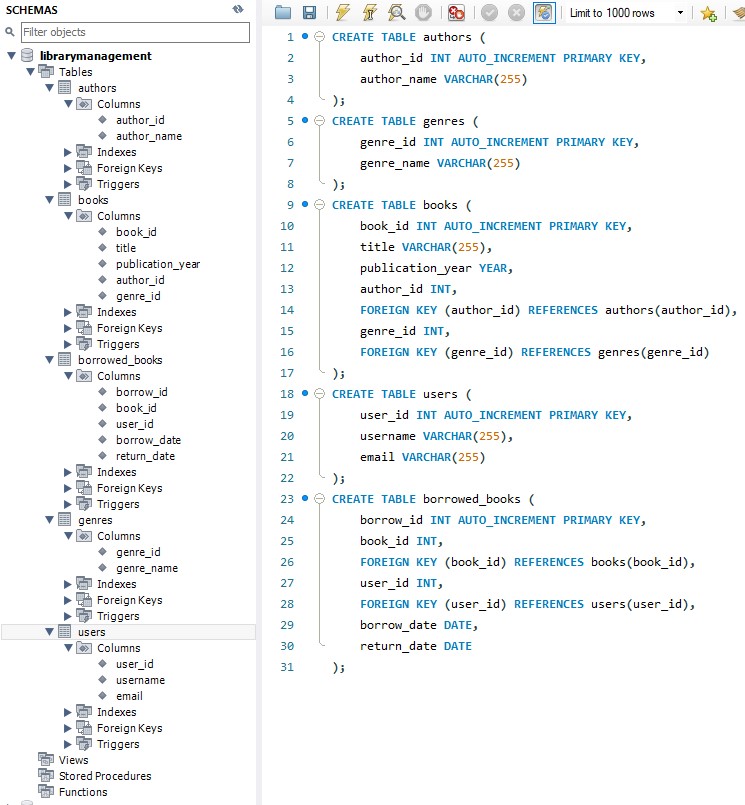 SCHEMAS
Filter objects
librarymanagement
Tables
authors
Columns
author_id
author_name
Indexes
Foreign Keys
Triggers
books
Columns
book_id
title
publication_year
author_id
genre_id
Indexes
Foreign Keys
Triggers
borrowed_books
Columns
borrow_id
book_id
user_id
borrow_date
return_date
Indexes
Foreign Keys
Triggers
genres
Columns
genre_id
genre_name
Indexes
Foreign Keys
Triggers
users
Columns
user_id
username
email
Indexes
Foreign Keys
Triggers
Views
Stored Procedures
Functions
Limit to 1000 rows
1 CREATE TABLE authors (
2 author_id INT AUTO_INCREMENT PRIMARY KEY,
3 author_name VARCHAR(255)
4 );
5 CREATE TABLE genres (
6 genre_id INT AUTO_INCREMENT PRIMARY KEY,
7 genre_name VARCHAR(255)
8 );
9 CREATE TABLE books (
10 book_id INT AUTO_INCREMENT PRIMARY KEY,
11 title VARCHAR(255),
12 publication_year YEAR,
13 author_id INT,
14 FOREIGN KEY (author_id) REFERENCES authors(author_id),
15 genre_id INT,
16 FOREIGN KEY (genre_id) REFERENCES genres(genre_id)
17 );
18 CREATE TABLE users (
19 user_id INT AUTO_INCREMENT PRIMARY KEY,
20 username VARCHAR(255),
21 email VARCHAR(255)
22 );
23 CREATE TABLE borrowed_books (
24 borrow_id INT AUTO_INCREMENT PRIMARY KEY,
25 book_id INT,
26 FOREIGN KEY (book_id) REFERENCES books(book_id),
27 user_id INT,
28 FOREIGN KEY (user_id) REFERENCES users(user_id),
29 borrow_date DATE,
30 return_date DATE
31 );